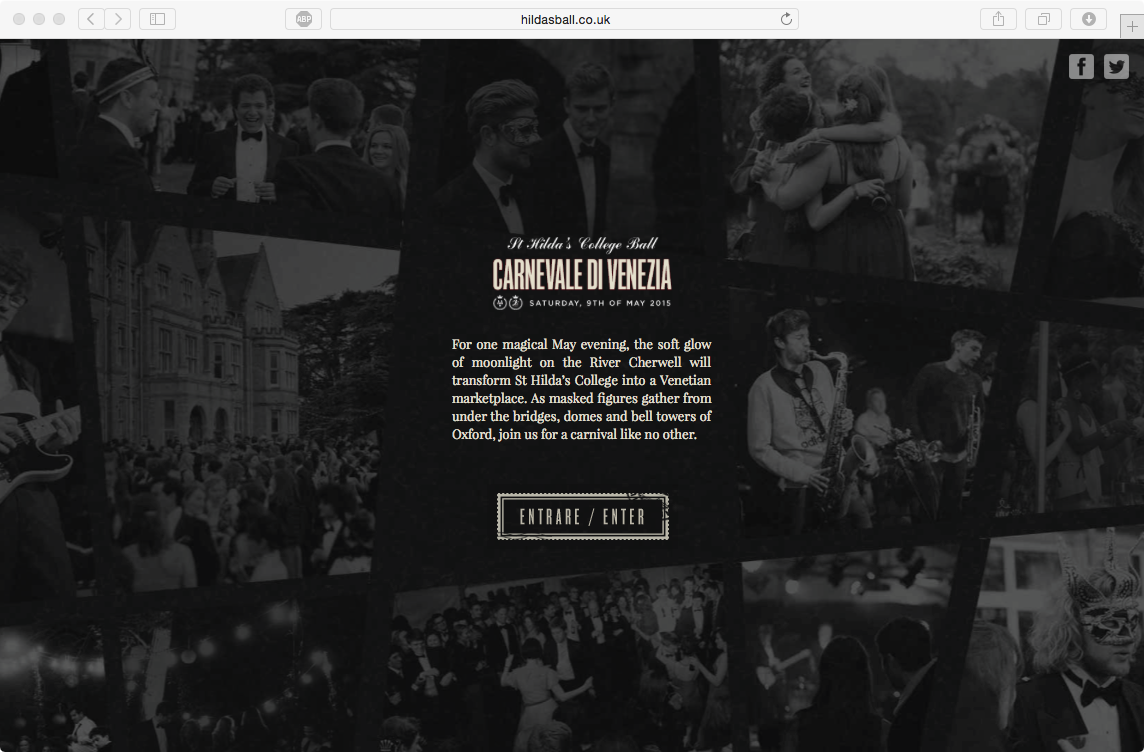 ABP
hildasball.co.uk
St Hilda's College Ball
CARNEVALE DI VENEZIA
SATURDAY, 9TH OF MAY 2015
For one magical May evening, the soft glow
of moonlight on the River Cherwell will
transform St Hilda's College into a Venetian
marketplace. As masked figures gather from
under the bridges, domes and bell towers of
Oxford, join us for a carnival like no other.
ENTRARE / ENTER